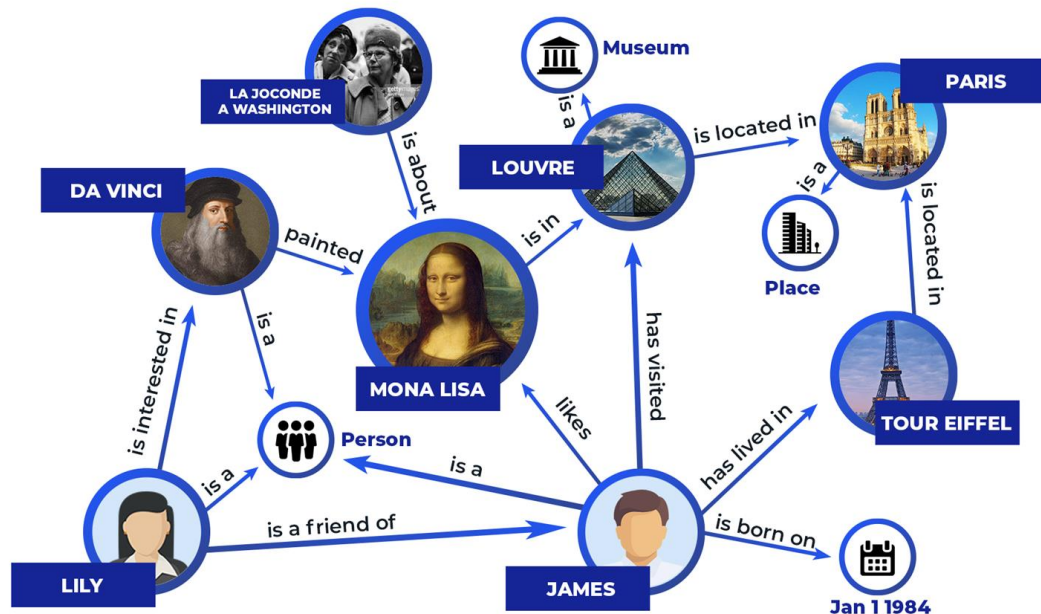 LA JOCONDE
A WASHINGTON
Museum
PARIS
is a
is located in
LOUVRE
is about
is a
DA VINCI
painted
is in
is located in
Place
is a
MONA LISA
has visited
TOUR EIFFEL
is interested in
Person
likes
has lived in
is a
is a
is a friend of
is born on
LILY
JAMES
Jan 1 1984